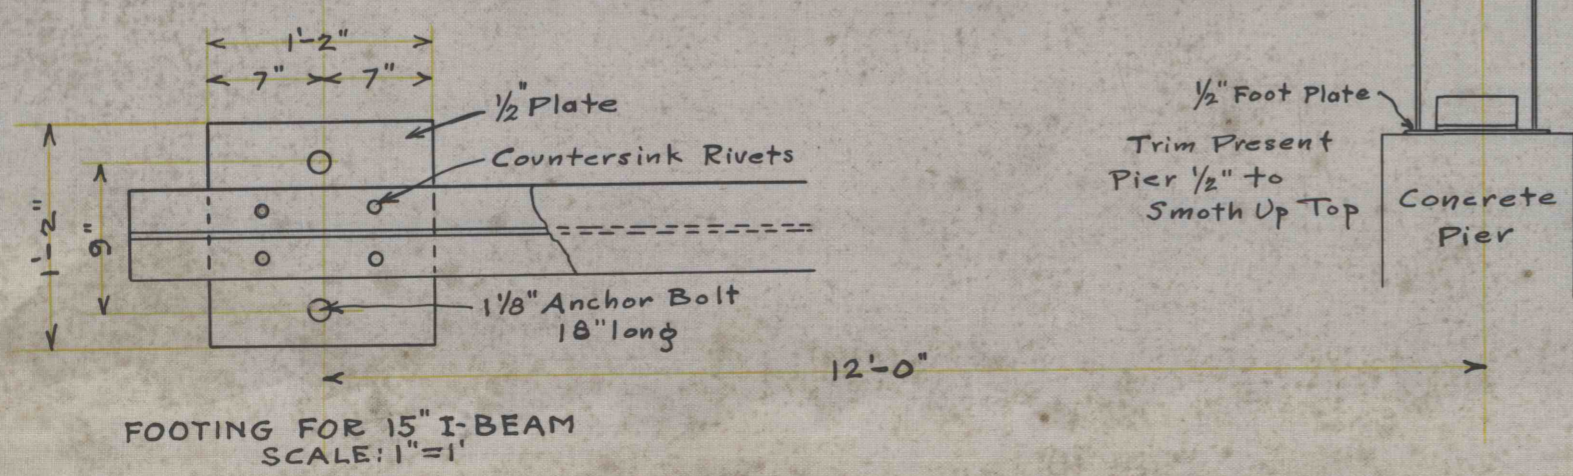 1'-2"
7" 7"
1/2" Plate
Countersink Rivets
1'-2"
9"
1 1/8" Anchor Bolt
18" long
12'-0"
FOOTING FOR 15" I-BEAM
SCALE: 1"=1'
1/2" Foot Plate
Trim Present
Pier 1/2" to
Smoth Up Top
Concrete
Pier